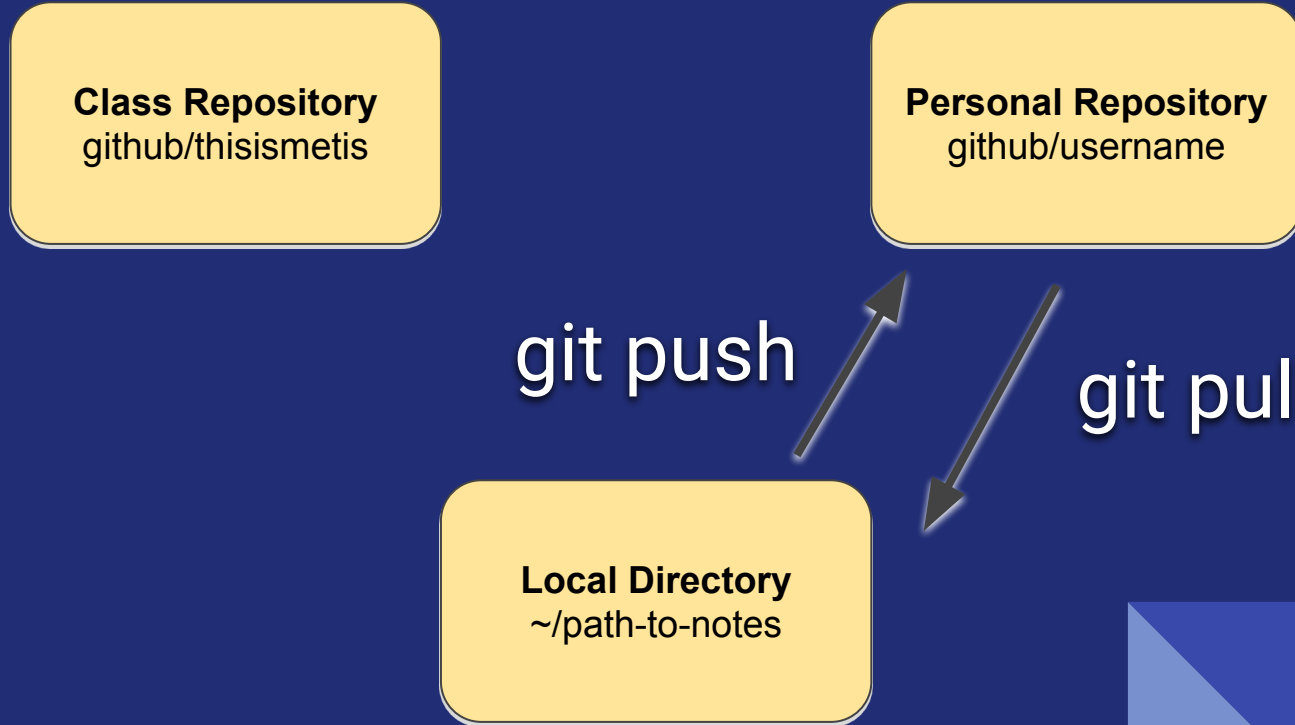 Class Repository
github/thisismetis
Personal Repository
github/username
git push
git pul
Local Directory
~/path-to-notes